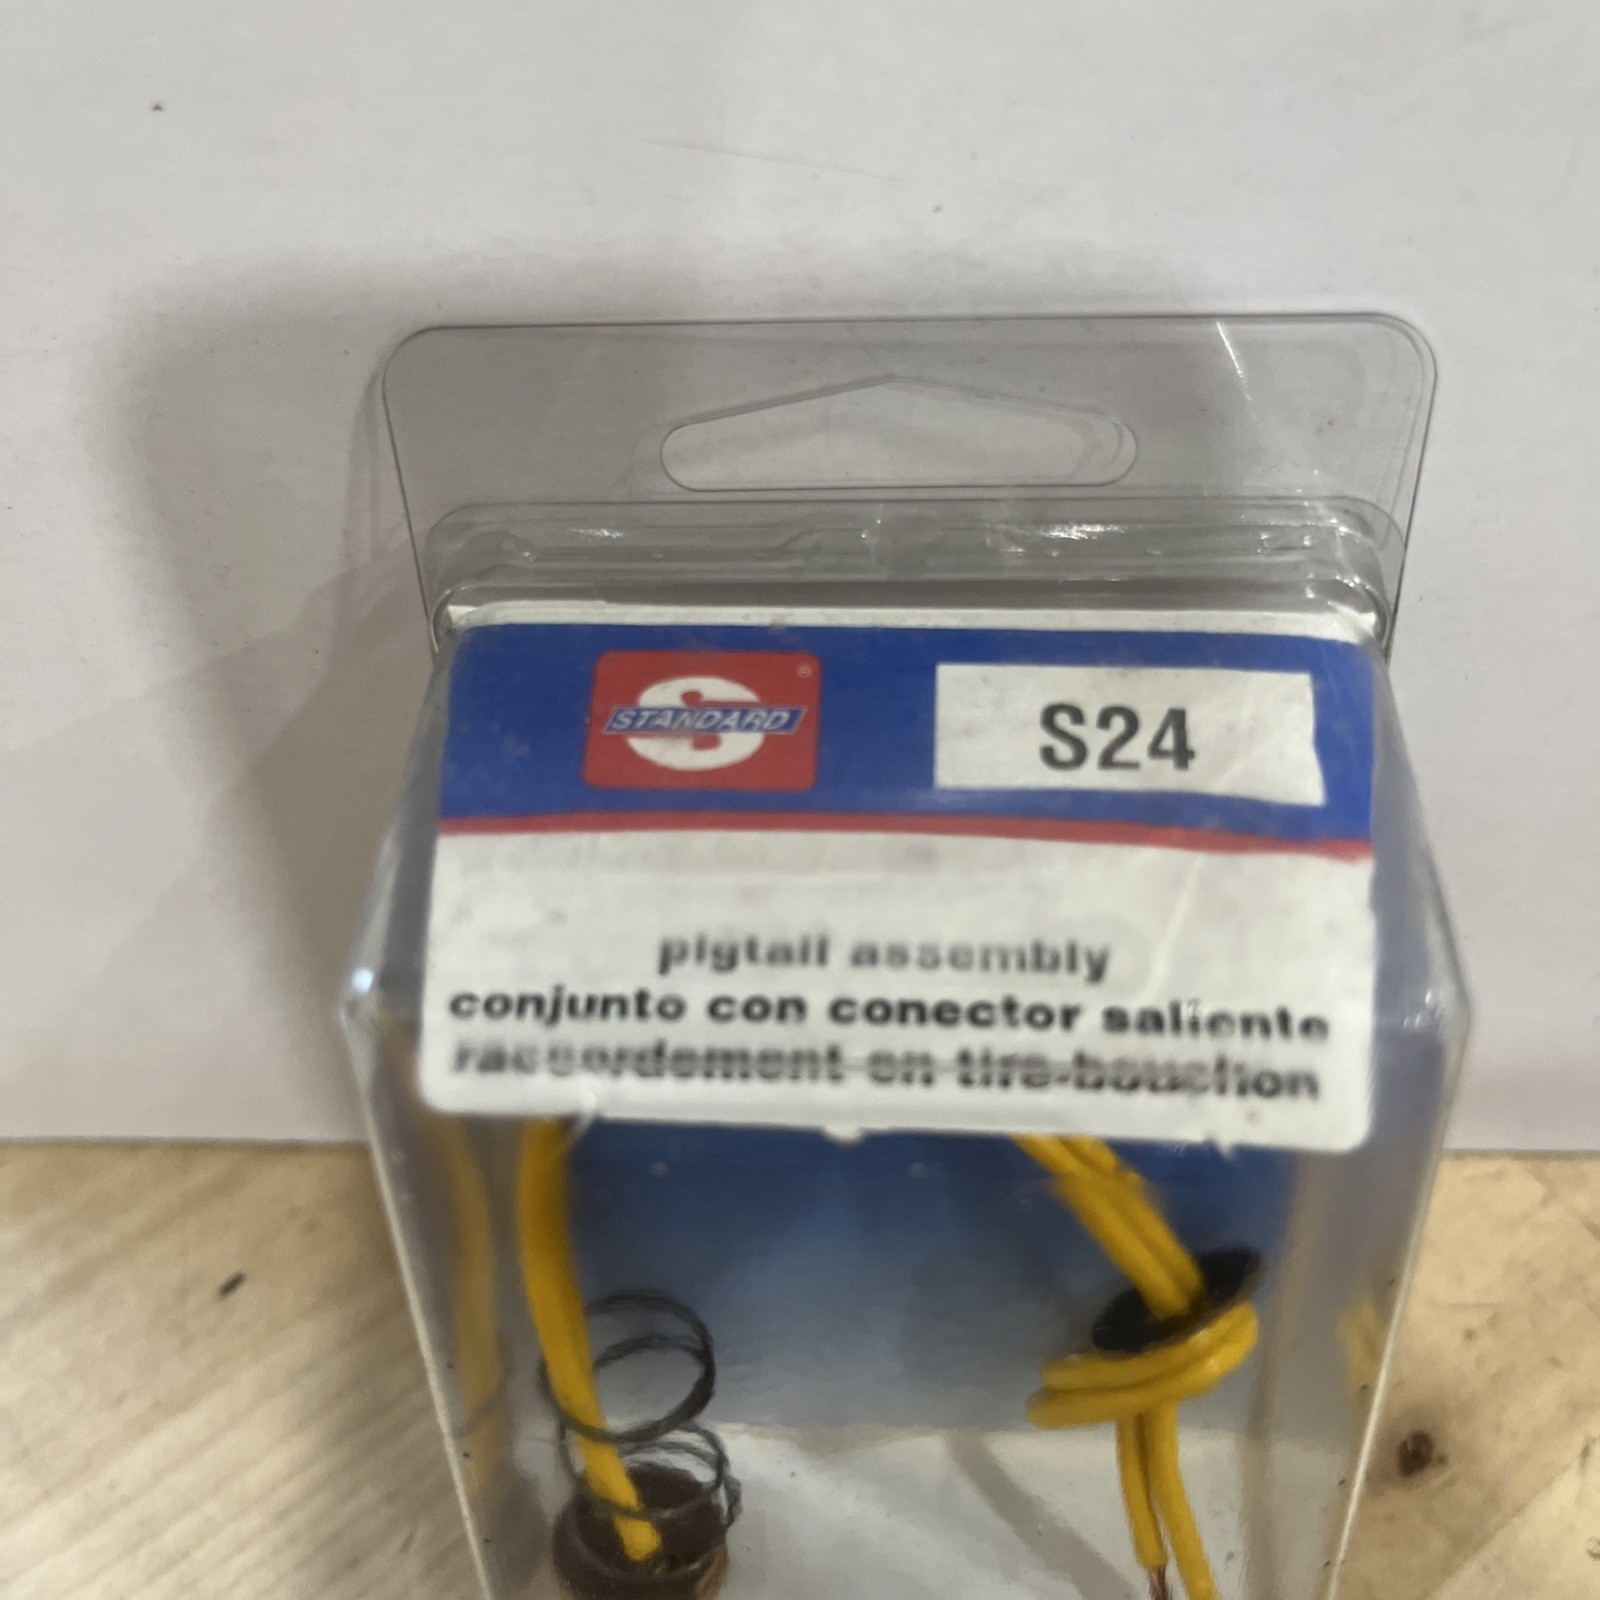 STANDARD
S24
pigtail assembly
conjunto con conector saliente
raccordement en tire-bouchon